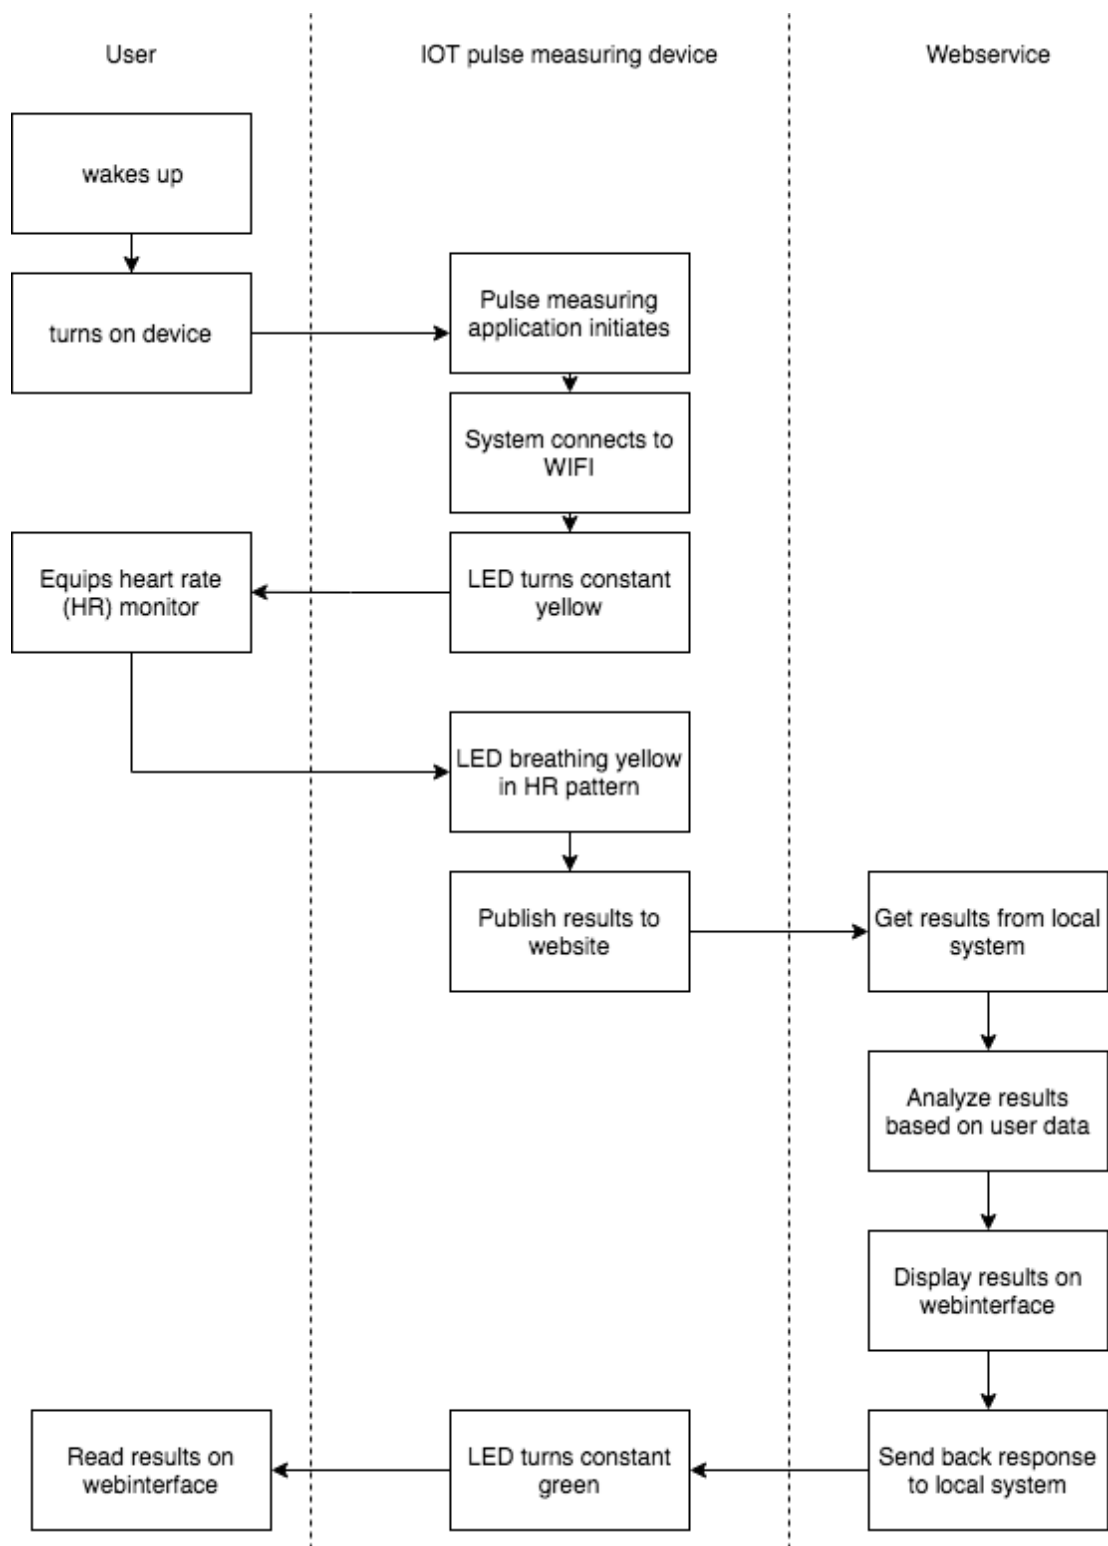 User
IOT pulse measuring device
Webservice
wakes up
turns on device
Pulse measuring
application initiates
System connects to
WIFI
Equips heart rate
(HR) monitor
LED turns constant
yellow
LED breathing yellow
in HR pattern
Publish results to
website
Get results from local
system
Analyze results
based on user data
Display results on
webinterface
Read results on
webinterface
LED turns constant
green
Send back response
to local system